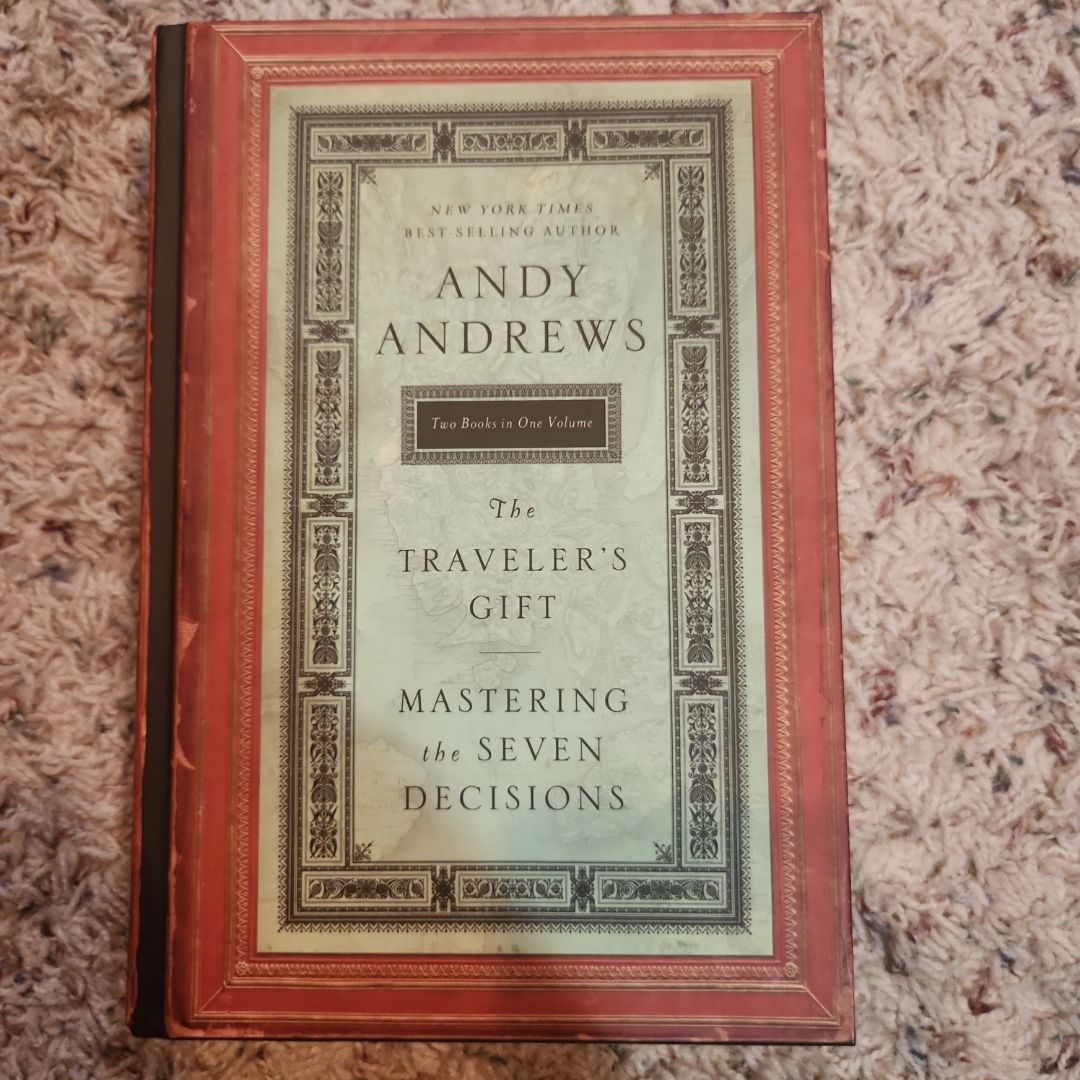 NEW YORK TIMES
BEST-SELLING AUTHOR
ANDY
ANDREWS
Two Books in One Volume
The
TRAVELER'S
GIFT
MASTERING
the SEVEN
DECISIONS